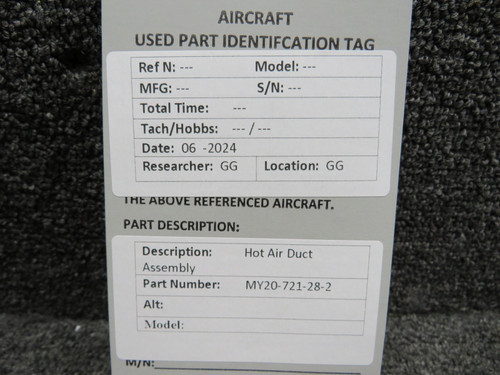 AIRCRAFT
USED PART IDENTIFCATION TAG
Ref N: --- Model: ---
MFG: --- S/N: ---
Total Time: ---
Tach/Hobbs: --- / ---
Date: 06 -2024
Researcher: GG Location: GG
THE ABOVE REFERENCED AIRCRAFT.
PART DESCRIPTION:
Description: Hot Air Duct
Assembly
Part Number: MY20-721-28-2
Alt:
Model:
M/N: